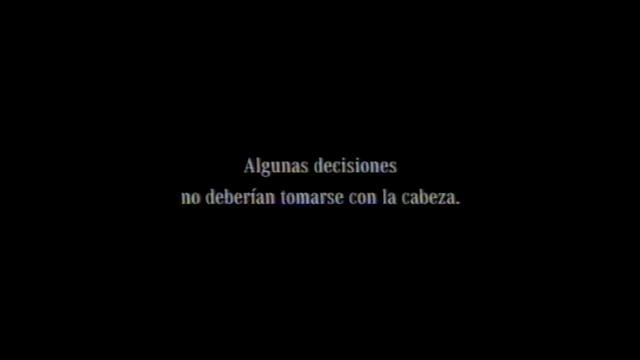 Algunas decisiones
no deberían tomarse con la cabeza.